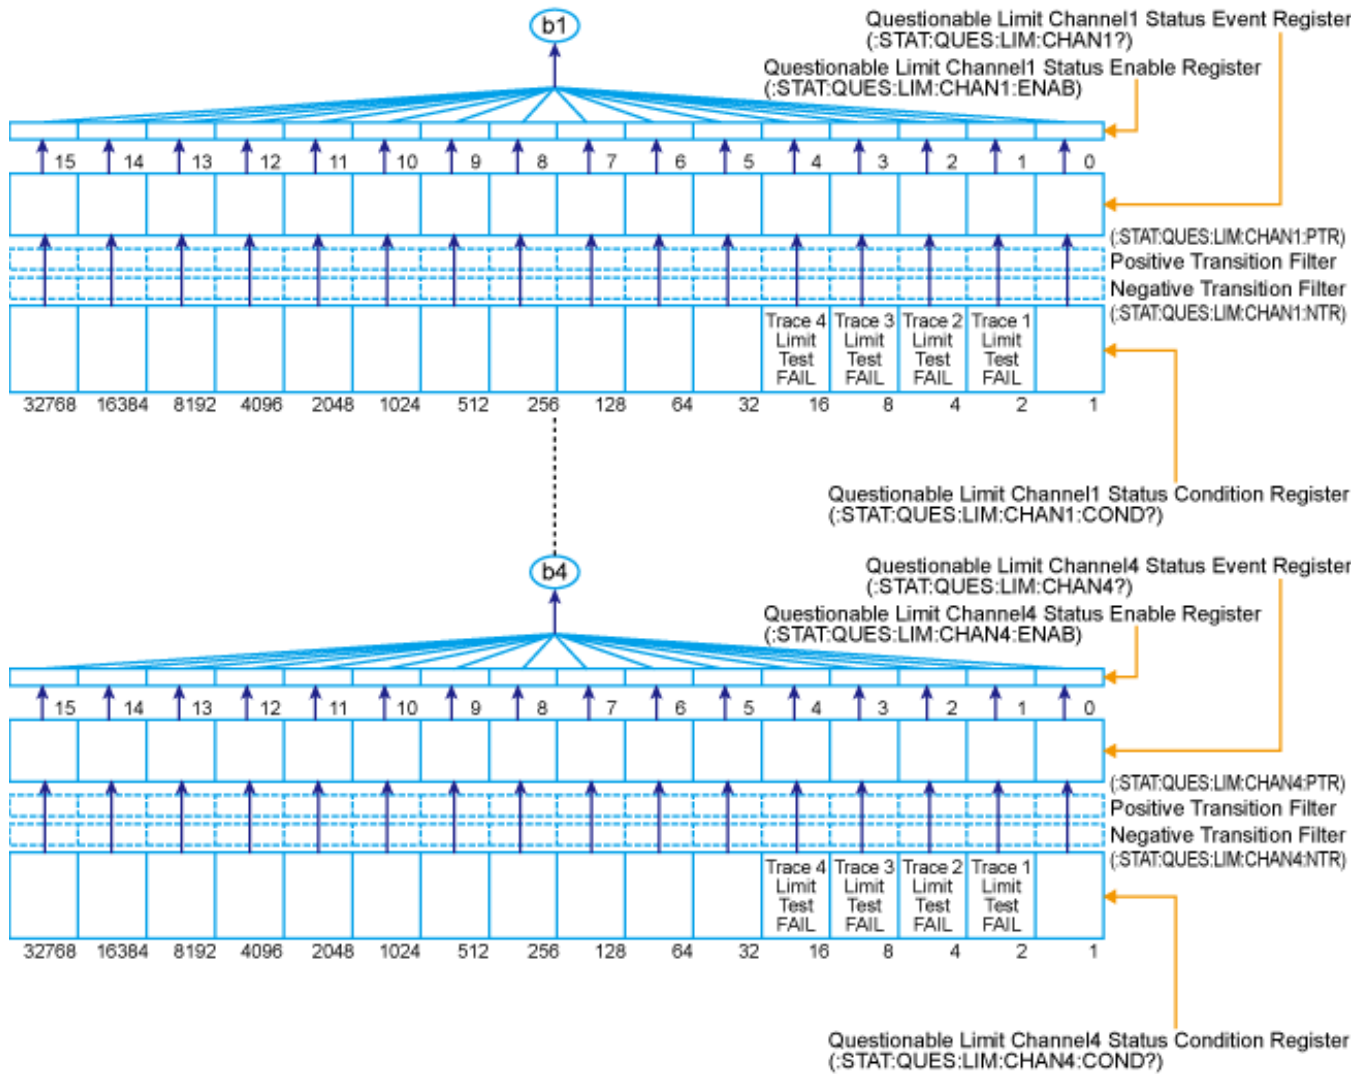 b1
Questionable Limit Channel1 Status Event Register
(:STAT:QUES:LIM:CHAN1?)
Questionable Limit Channel1 Status Enable Register
(:STAT:QUES:LIM:CHAN1:ENAB)
15 14 13 12 11 10 9 8 7 6 5 4 3 2 1 0
(:STAT:QUES:LIM:CHAN1:PTR)
Positive Transition Filter
Negative Transition Filter
(:STAT:QUES:LIM:CHAN1:NTR)
Trace 4 Trace 3 Trace 2 Trace 1
Limit Limit Limit Limit
Test Test Test Test
FAIL FAIL FAIL FAIL
32768 16384 8192 4096 2048 1024 512 256 128 64 32 16 8 4 2 1
Questionable Limit Channel1 Status Condition Register
(:STAT:QUES:LIM:CHAN1:COND?)
b4
Questionable Limit Channel4 Status Event Register
(:STAT:QUES:LIM:CHAN4?)
Questionable Limit Channel4 Status Enable Register
(:STAT:QUES:LIM:CHAN4:ENAB)
15 14 13 12 11 10 9 8 7 6 5 4 3 2 1 0
(:STAT:QUES:LIM:CHAN4:PTR)
Positive Transition Filter
Negative Transition Filter
(:STAT:QUES:LIM:CHAN4:NTR)
Trace 4 Trace 3 Trace 2 Trace 1
Limit Limit Limit Limit
Test Test Test Test
FAIL FAIL FAIL FAIL
32768 16384 8192 4096 2048 1024 512 256 128 64 32 16 8 4 2 1
Questionable Limit Channel4 Status Condition Register
(:STAT:QUES:LIM:CHAN4:COND?)